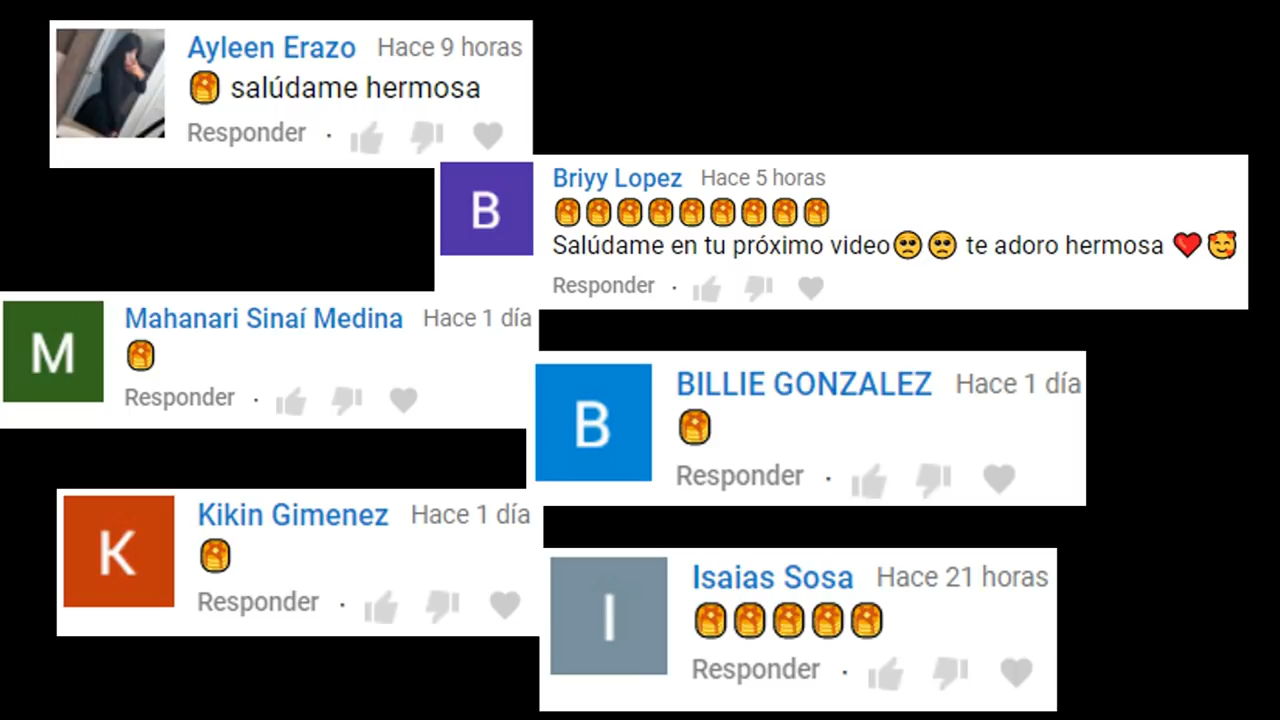 Ayleen Erazo Hace 9 horas
🥞 salúdame hermosa
Responder ·
B
Briyy Lopez Hace 5 horas
🥞🥞🥞🥞🥞🥞🥞🥞🥞
Salúdame en tu próximo video🥺🥺 te adoro hermosa ❤️🥰
Responder ·
M
Mahanari Sinaí Medina Hace 1 día
🥞
Responder ·
B
BILLIE GONZALEZ Hace 1 día
🥞
Responder ·
K
Kikin Gimenez Hace 1 día
🥞
Responder ·
I
Isaias Sosa Hace 21 horas
🥞🥞🥞🥞🥞
Responder ·